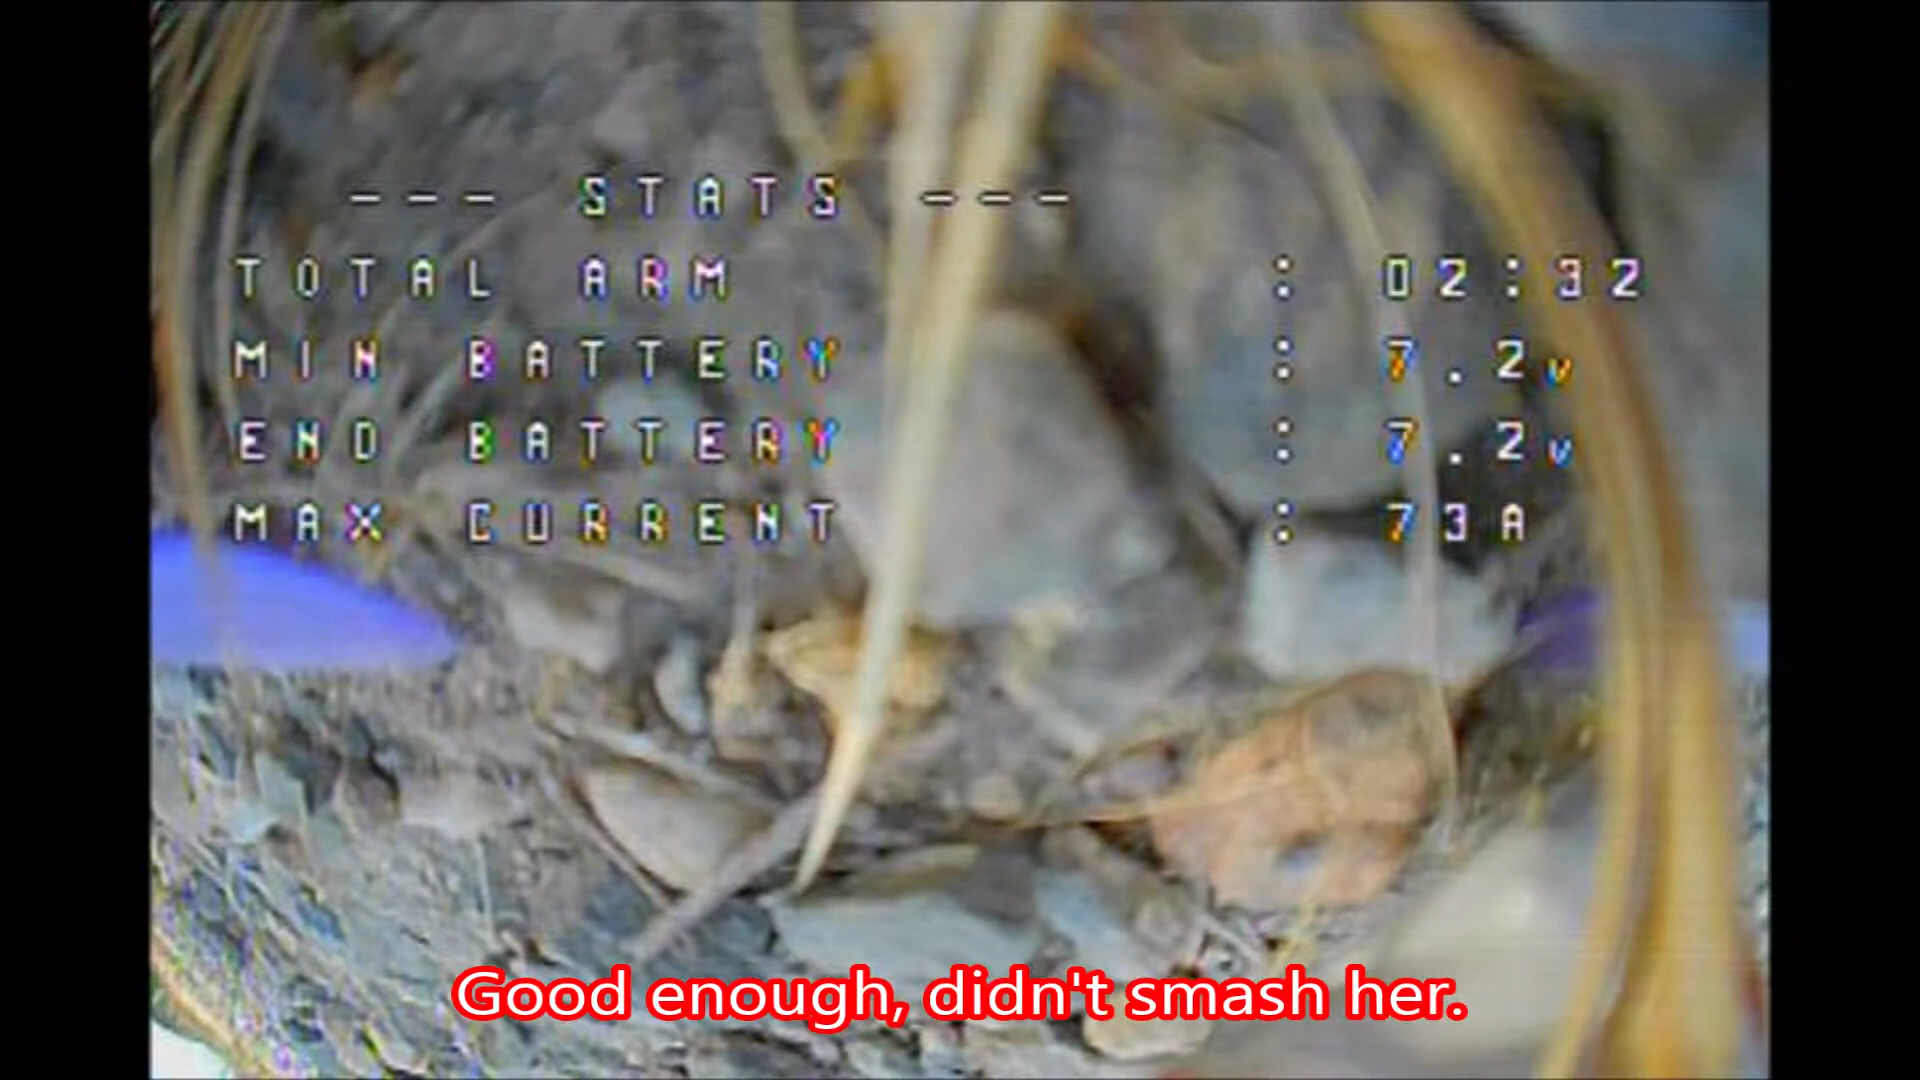 --- STATS ---
TOTAL ARM : 02:32
MIN BATTERY : 7.2V
END BATTERY : 7.2V
MAX CURRENT : 73A
Good enough, didn't smash her.